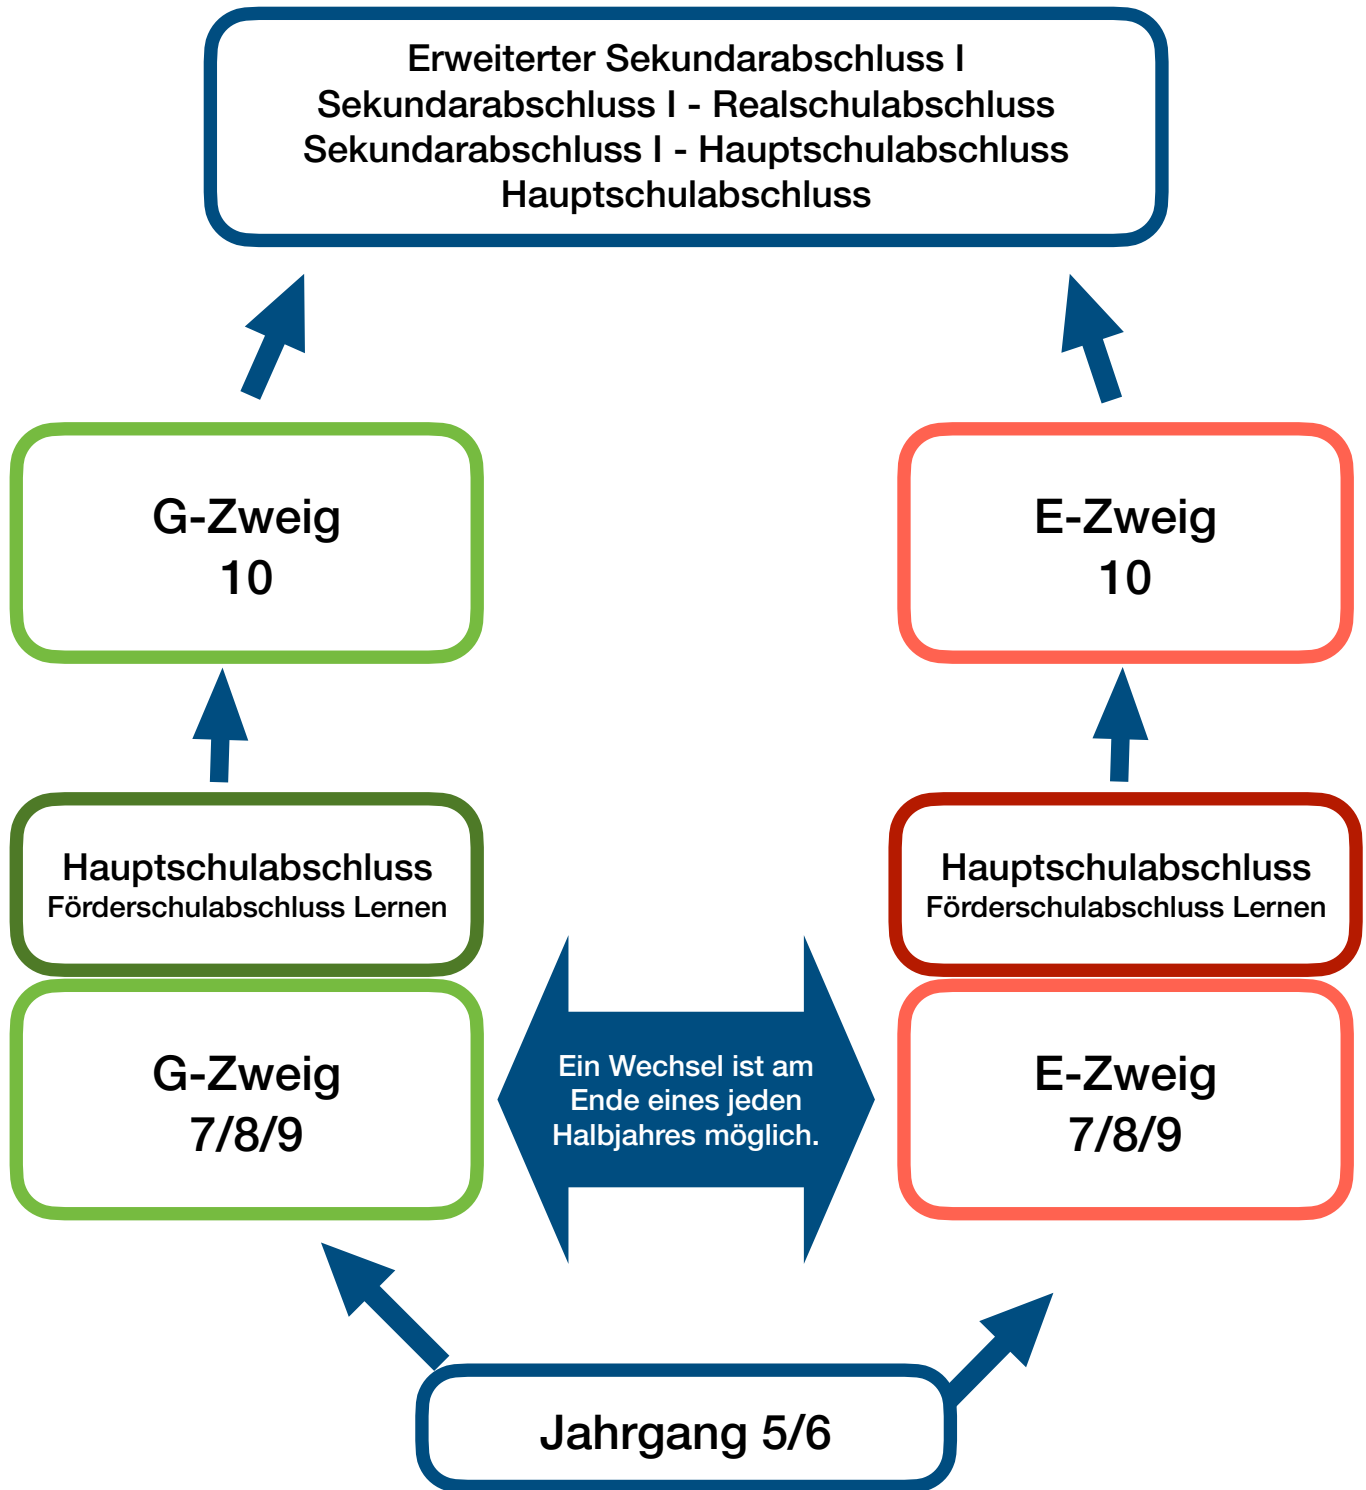 Erweiterter Sekundarabschluss I
Sekundarabschluss I - Realschulabschluss
Sekundarabschluss I - Hauptschulabschluss
Hauptschulabschluss
G-Zweig
10
E-Zweig
10
Hauptschulabschluss
Förderschulabschluss Lernen
Hauptschulabschluss
Förderschulabschluss Lernen
G-Zweig
7/8/9
Ein Wechsel ist am
Ende eines jeden
Halbjahres möglich.
E-Zweig
7/8/9
Jahrgang 5/6